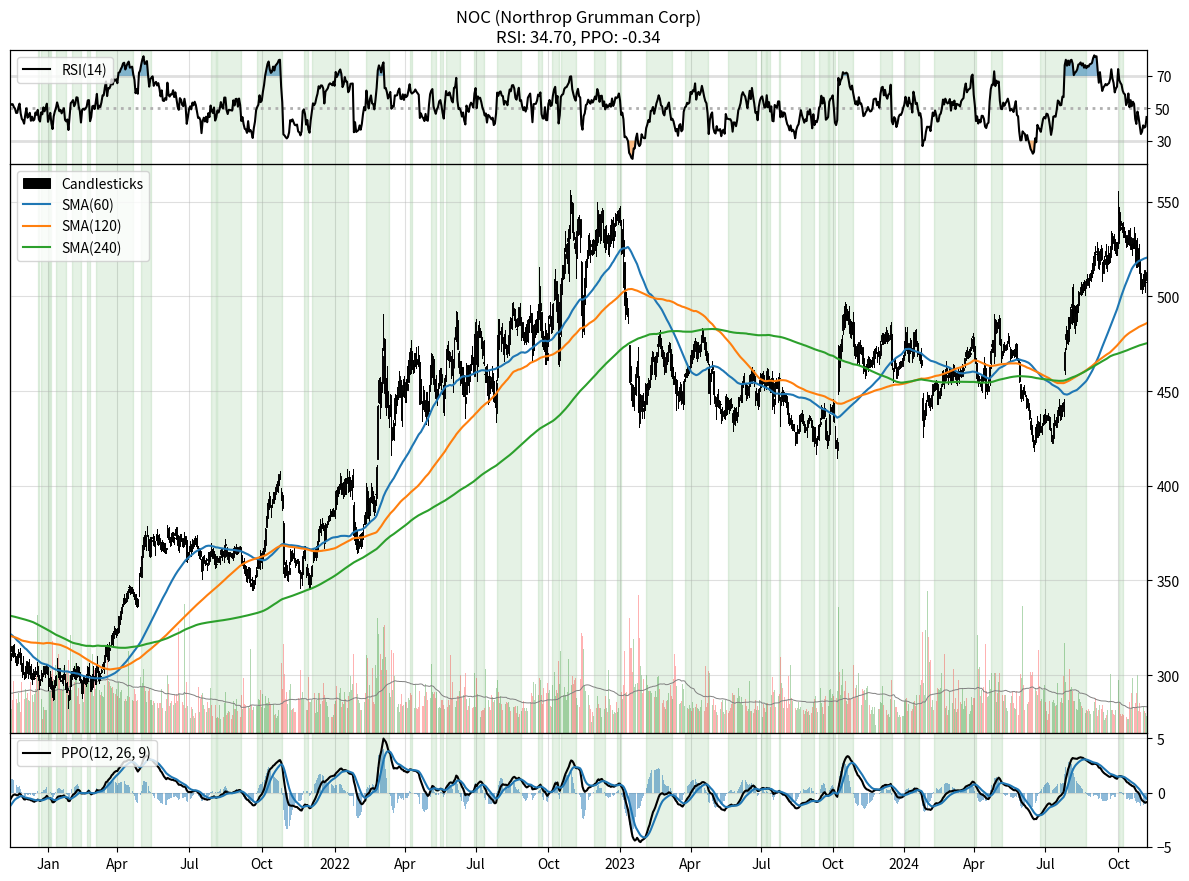 NOC (Northrop Grumman Corp)
RSI: 34.70, PPO: -0.34
RSI(14)
70
50
30
Candlesticks
SMA(60)
SMA(120)
SMA(240)
550
500
450
400
350
300
PPO(12, 26, 9)
5
0
−5
Jan Apr Jul Oct 2022 Apr Jul Oct 2023 Apr Jul Oct 2024 Apr Jul Oct